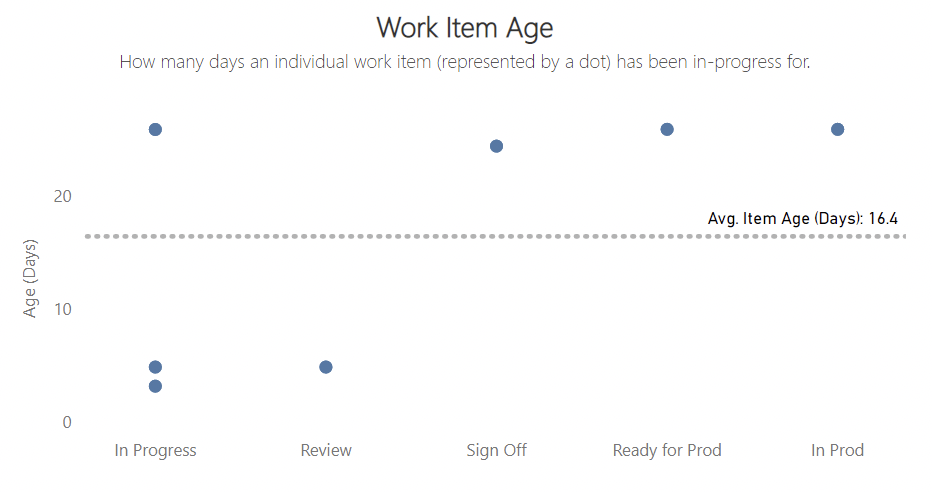 Work Item Age
How many days an individual work item (represented by a dot) has been in-progress for.
20
Avg. Item Age (Days): 16.4
Age (Days)
10
0
In Progress
Review
Sign Off
Ready for Prod
In Prod